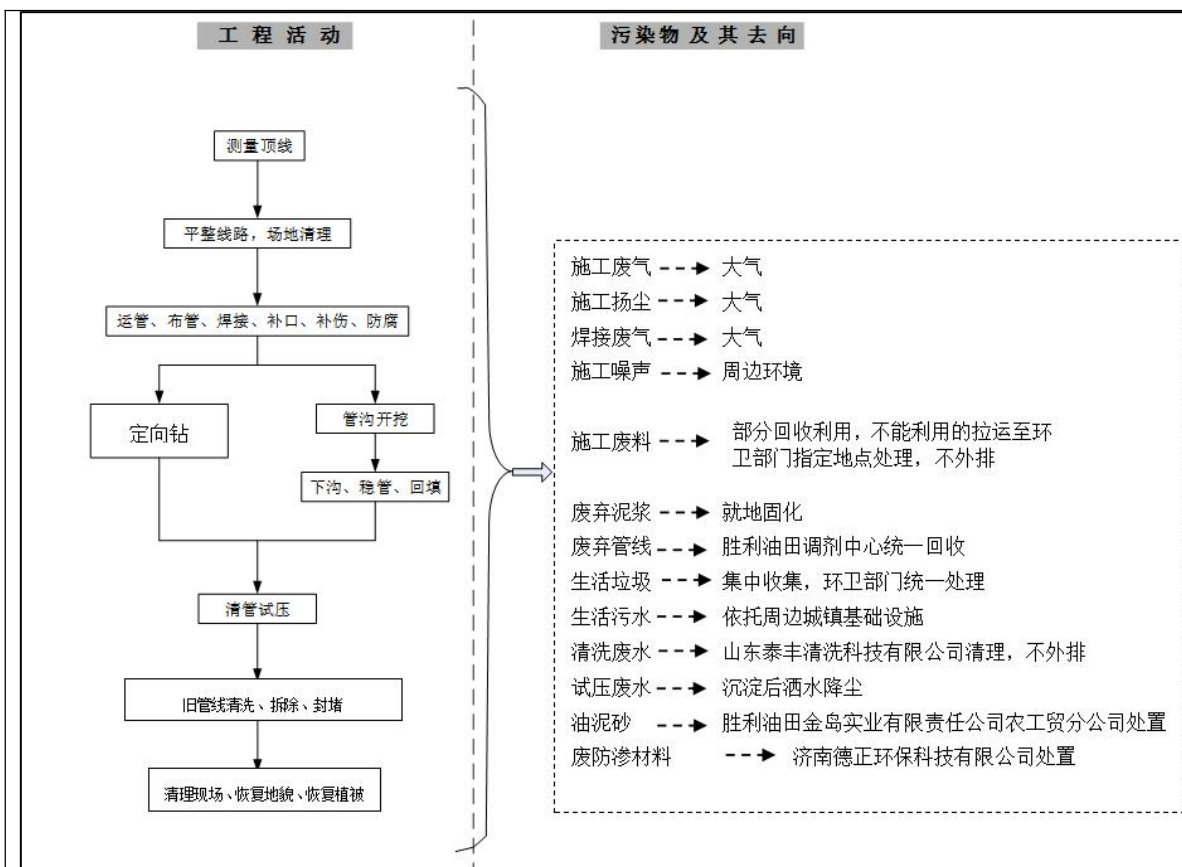 工程活动
污染物及其去向
测量顶线
平整线路，场地清理
运管、布管、焊接、补口、补伤、防腐
定向钻
管沟开挖
下沟、稳管、回填
清管试压
旧管线清先、拆除、封堵
清理现场、恢复地貌、恢复植被
施工废气 大气
施工扬尘 大气
焊接废气 大气
施工噪声 周边环境
施工废料 部分回收利用，不能利用的拉运至环
卫部门指定地点处理，不外排
废弃泥浆 就地固化
废弃管线 胜利油田调剂中心统一回收
生活垃圾 集中收集，环卫部门统一处理
生活污水 依托周边城镇基础设施
清洗废水 山东泰丰清洗科技有限公司清理，不外排
试压废水 沉淀后洒水降尘
油泥砂 胜利油田金岛实业有限责任公司农工贸分公司处置
废防渗材料 济南德正环保科技有限公司处置